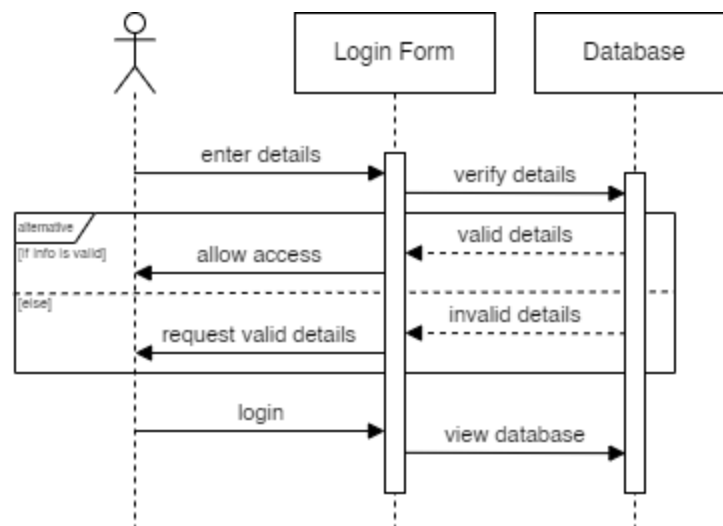 Login Form
Database
enter details
verify details
alternative
valid details
[if info is valid]
allow access
[else]
invalid details
request valid details
login
view database